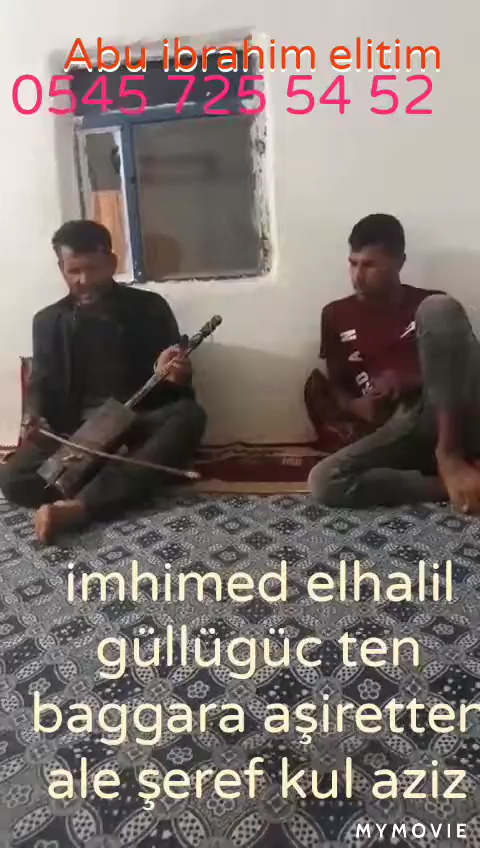 Abu ibrahim elitim
0545 725 54 52
imhimed elhalil
güllügüc ten
baggara aşiretten
ale şeref kul aziz
MYMOVIE